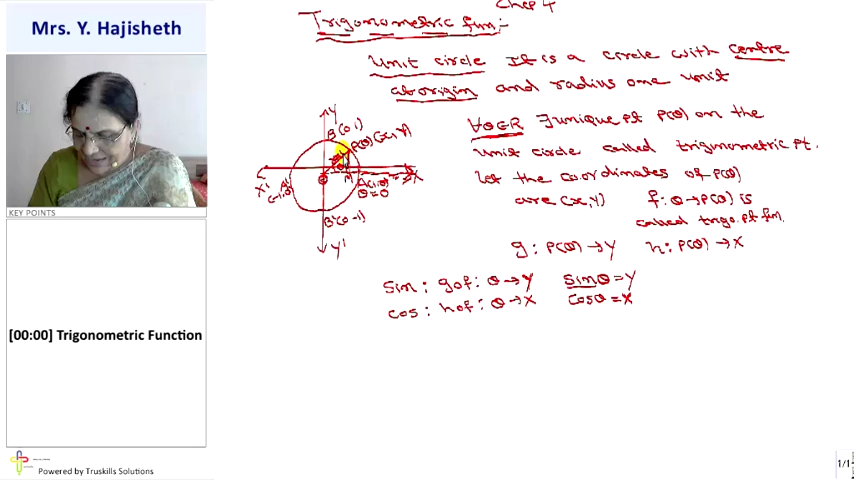 Mrs. Y. Hajisheth
KEY POINTS
[00:00] Trigonometric Function
Powered by Truskills Solutions
Chap 4
Trigonometric fun:-
Unit circle It is a circle with centre
at origin and radius one unit
∀θ∈R ∃ unique pt P(θ) on the
unit circle called trigonometric pt.
let the coordinates of P(θ)
are (x,y) f: θ→P(θ) is
called trigo. pt fun.
g: P(θ)→Y h: P(θ)→X
Sin: gof: θ→Y Sinθ=Y
Cos: hof: θ→X Cosθ=X
Y
B(0,1)
P(θ)(x,y)
X'
A'
(-1,0)
M
X
A(1,0)
θ=0
B'(0-1)
Y'
1/1